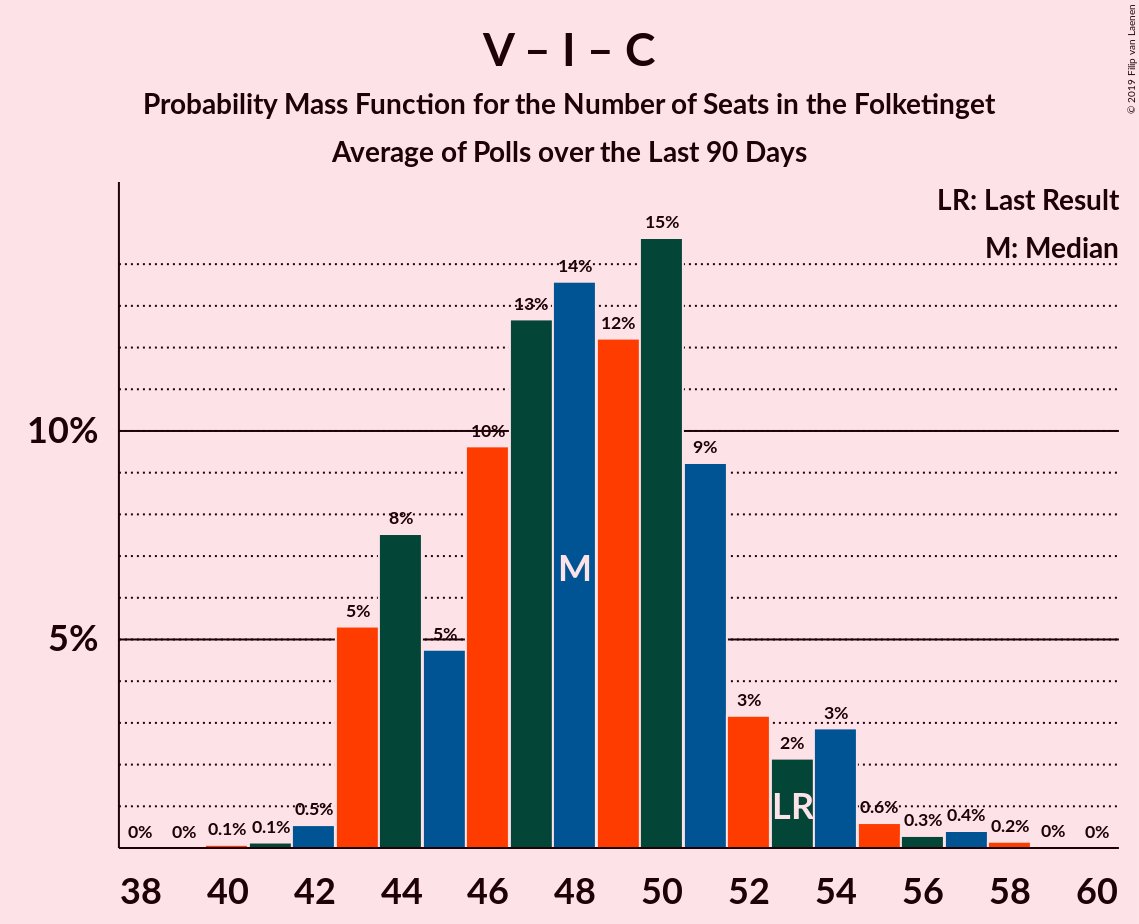 V – I – C
Probability Mass Function for the Number of Seats in the Folketinget
Average of Polls over the Last 90 Days
© 2019 Filip van Laenen
LR: Last Result
M: Median
10%
5%
0% 0% 0.1% 0.1% 0.5% 5% 8% 5% 10% 13% 14% 12% 15% 9% 3% 2% 3% 0.6% 0.3% 0.4% 0.2% 0% 0%
M
LR
38 40 42 44 46 48 50 52 54 56 58 60